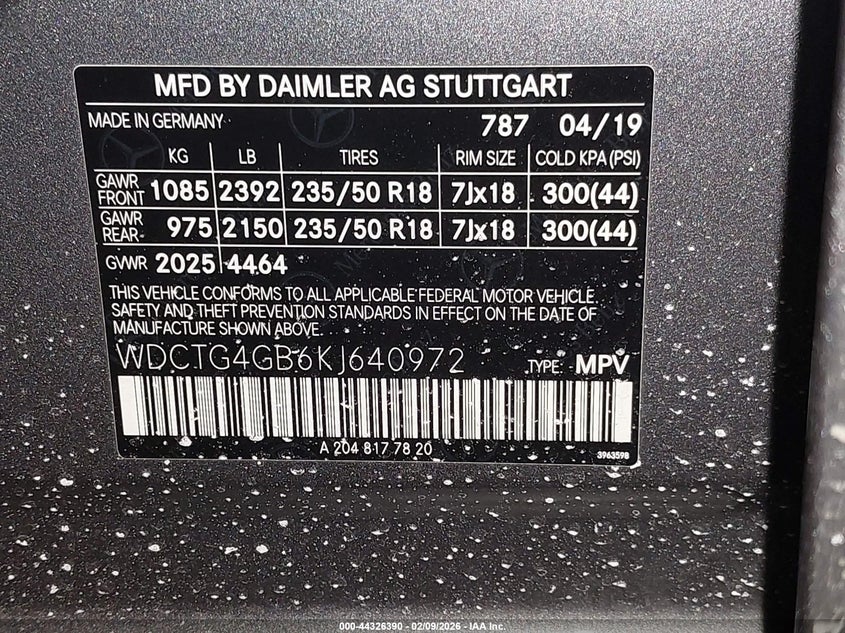 MFD BY DAIMLER AG STUTTGART
MADE IN GERMANY 787 04/19
KG LB TIRES RIM SIZE COLD KPA (PSI)
GAWR FRONT 1085 2392 235/50 R18 7Jx18 300(44)
GAWR REAR 975 2150 235/50 R18 7Jx18 300(44)
GVWR 2025 4464
THIS VEHICLE CONFORMS TO ALL APPLICABLE FEDERAL MOTOR VEHICLE
SAFETY AND THEFT PREVENTION STANDARDS IN EFFECT ON THE DATE OF
MANUFACTURE SHOWN ABOVE.
WDCTG4GB6KJ640972 TYPE: MPV
A 204 817 78 20
3963598
000-44326390 - 02/09/2026 - IAA Inc.